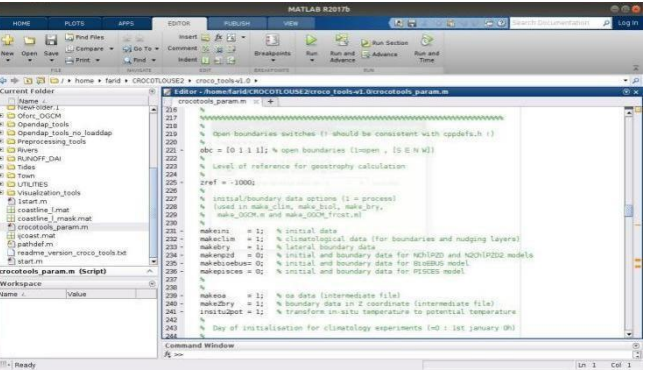 MATLAB R2017b
HOME PLOTS APPS EDITOR PUBLISH VIEW Search Documentation Log In
New Open Save Find Files Compare Print Go To Find Insert Comment Indent Breakpoints Run Run and Advance Run Section Advance Run and Time
FILE NAVIGATE EDIT BREAKPOINTS RUN
/ home farid CROCOTLOUSE2 croco_tools-v1.0
Current Folder
Name
NewFolder.1
Oforc_OGCM
Opendap_tools
Opendap_tools_no_loaddap
Preprocessing_tools
Rivers
RUNOFF_DAI
Tides
Town
UTILITIES
Visualization_tools
1start.m
coastline_l.mat
coastline_l_mask.mat
crocotools_param.m
ijcoast.mat
pathdef.m
readme_version_croco_tools.txt
start.m
crocotools_param.m (Script)
Workspace
Name Value
Editor - /home/farid/CROCOTLOUSE2/croco_tools-v1.0/crocotools_param.m
crocotools_param.m
216 %
217
218 %
219 % Open boundaries switches (! should be consistent with cppdefs.h !)
220 %
221 - obc = [0 1 1 1]; % open boundaries (1=open , [S E N W])
222 %
223 % Level of reference for geostrophy calculation
224 %
225 - zref = -1000;
226 %
227 % initial/boundary data options (1 = process)
228 % (used in make_clim, make_biol, make_bry,
229 % make_OGCM.m and make_OGCM_frcst.m)
230 %
231 - makeini = 1; % initial data
232 - makeclim = 1; % climatological data (for boundaries and nudging layers)
233 - makebry = 1; % lateral boundary data
234 - makenpzd = 0; % initial and boundary data for NChlPZD and N2ChlPZD2 models
235 - makebioebus= 0; % initial and boundary data for BioEBUS model
236 - makepisces = 0; % initial and boundary data for PISCES model
237 %
238 %
239 - makeoa = 1; % oa data (intermediate file)
240 - makeZbry = 1; % boundary data in Z coordinate (intermediate file)
241 - insitu2pot = 1; % transform in-situ temperature to potential temperature
242 %
243 % Day of initialisation for climatology experiments (=0 : 1st january 0h)
244 %
Command Window
fx >>
Ready Ln 1 Col 1